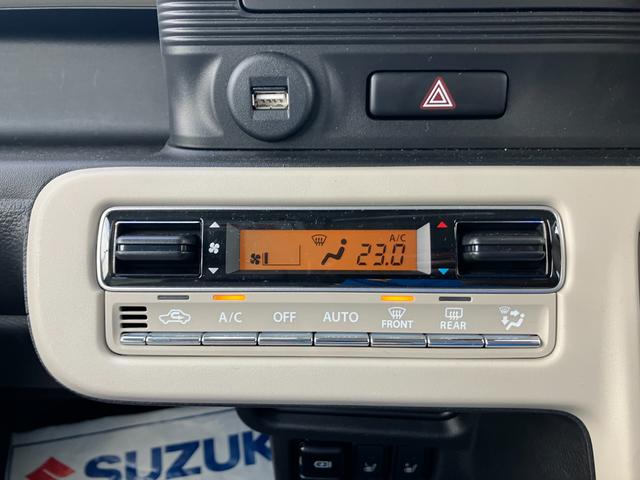 A/C
23.0
A/C OFF AUTO FRONT REAR
SUZUK